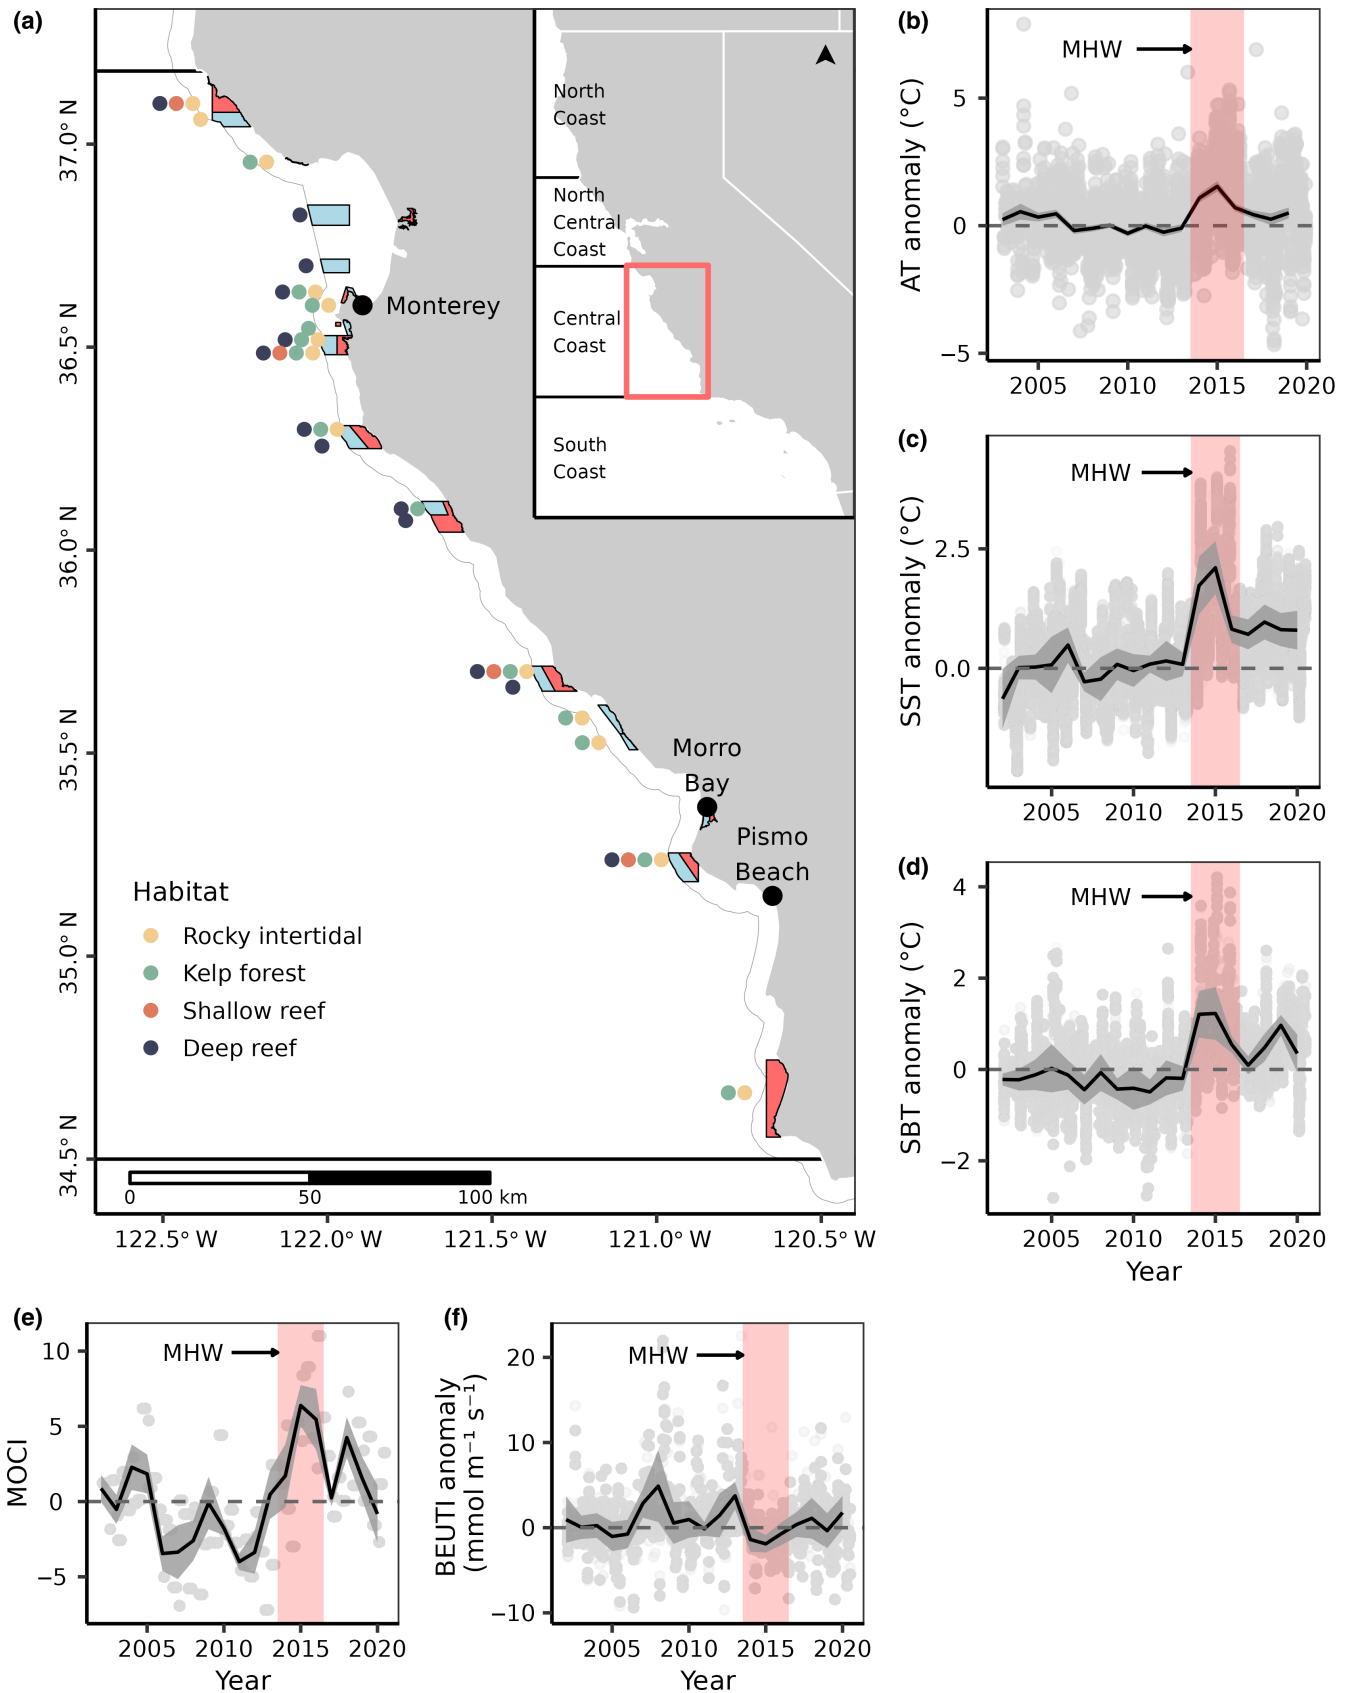 (a)
37.0° N
36.5° N
36.0° N
35.5° N
35.0° N
34.5° N
122.5° W
122.0° W
121.5° W
121.0° W
120.5° W
Monterey
Morro
Bay
Pismo
Beach
North
Coast
North
Central
Coast
Central
Coast
South
Coast
Habitat
Rocky intertidal
Kelp forest
Shallow reef
Deep reef
0
50
100 km
(b)
AT anomaly (°C)
MHW
5
0
−5
2005
2010
2015
2020
(c)
SST anomaly (°C)
MHW
2.5
0.0
2005
2010
2015
2020
(d)
SBT anomaly (°C)
MHW
4
2
0
−2
2005
2010
2015
2020
Year
(e)
MOCI
MHW
10
5
0
−5
2005
2010
2015
2020
Year
(f)
BEUTI anomaly
(mmol m⁻¹ s⁻¹)
MHW
20
10
0
−10
2005
2010
2015
2020
Year